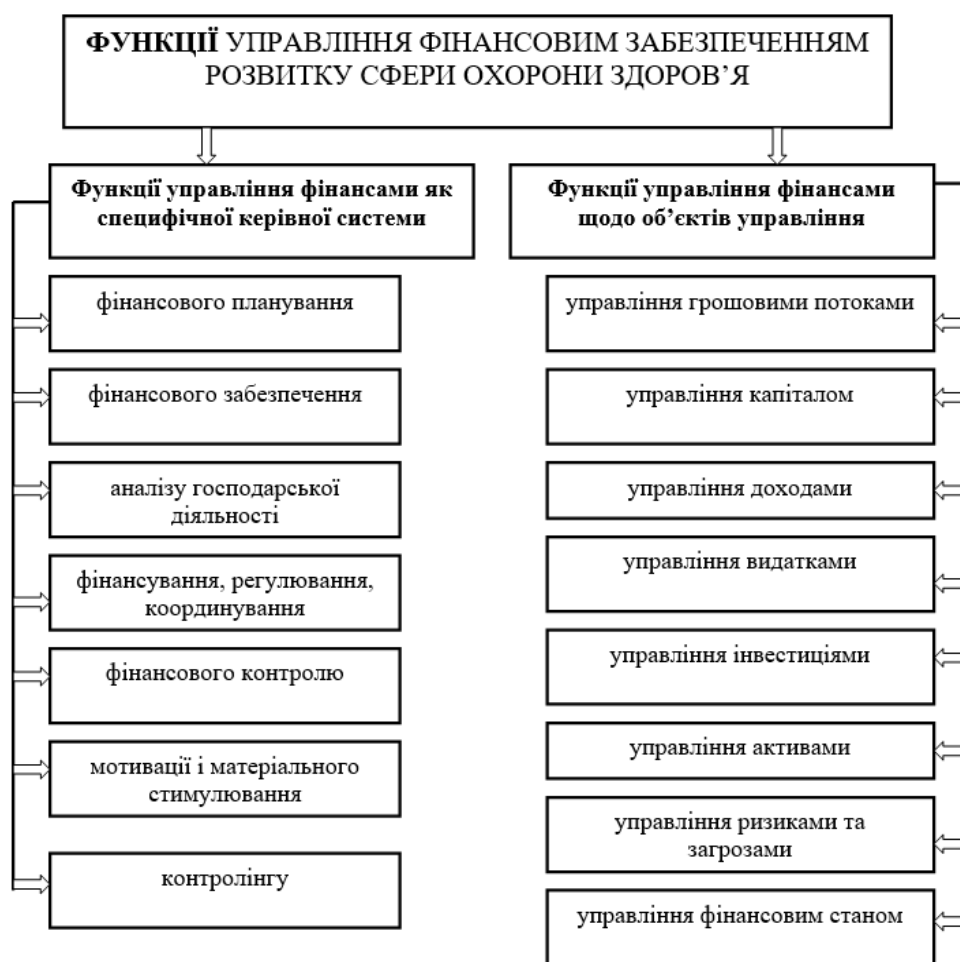 ФУНКЦІЇ УПРАВЛІННЯ ФІНАНСОВИМ ЗАБЕЗПЕЧЕННЯМ
РОЗВИТКУ СФЕРИ ОХОРОНИ ЗДОРОВ’Я
Функції управління фінансами як
специфічної керівної системи
фінансового планування
фінансового забезпечення
аналізу господарської
діяльності
фінансування, регулювання,
координування
фінансового контролю
мотивації і матеріального
стимулювання
контролінгу
Функції управління фінансами
щодо об’єктів управління
управління грошовими потоками
управління капіталом
управління доходами
управління видатками
управління інвестиціями
управління активами
управління ризиками та
загрозами
управління фінансовим станом